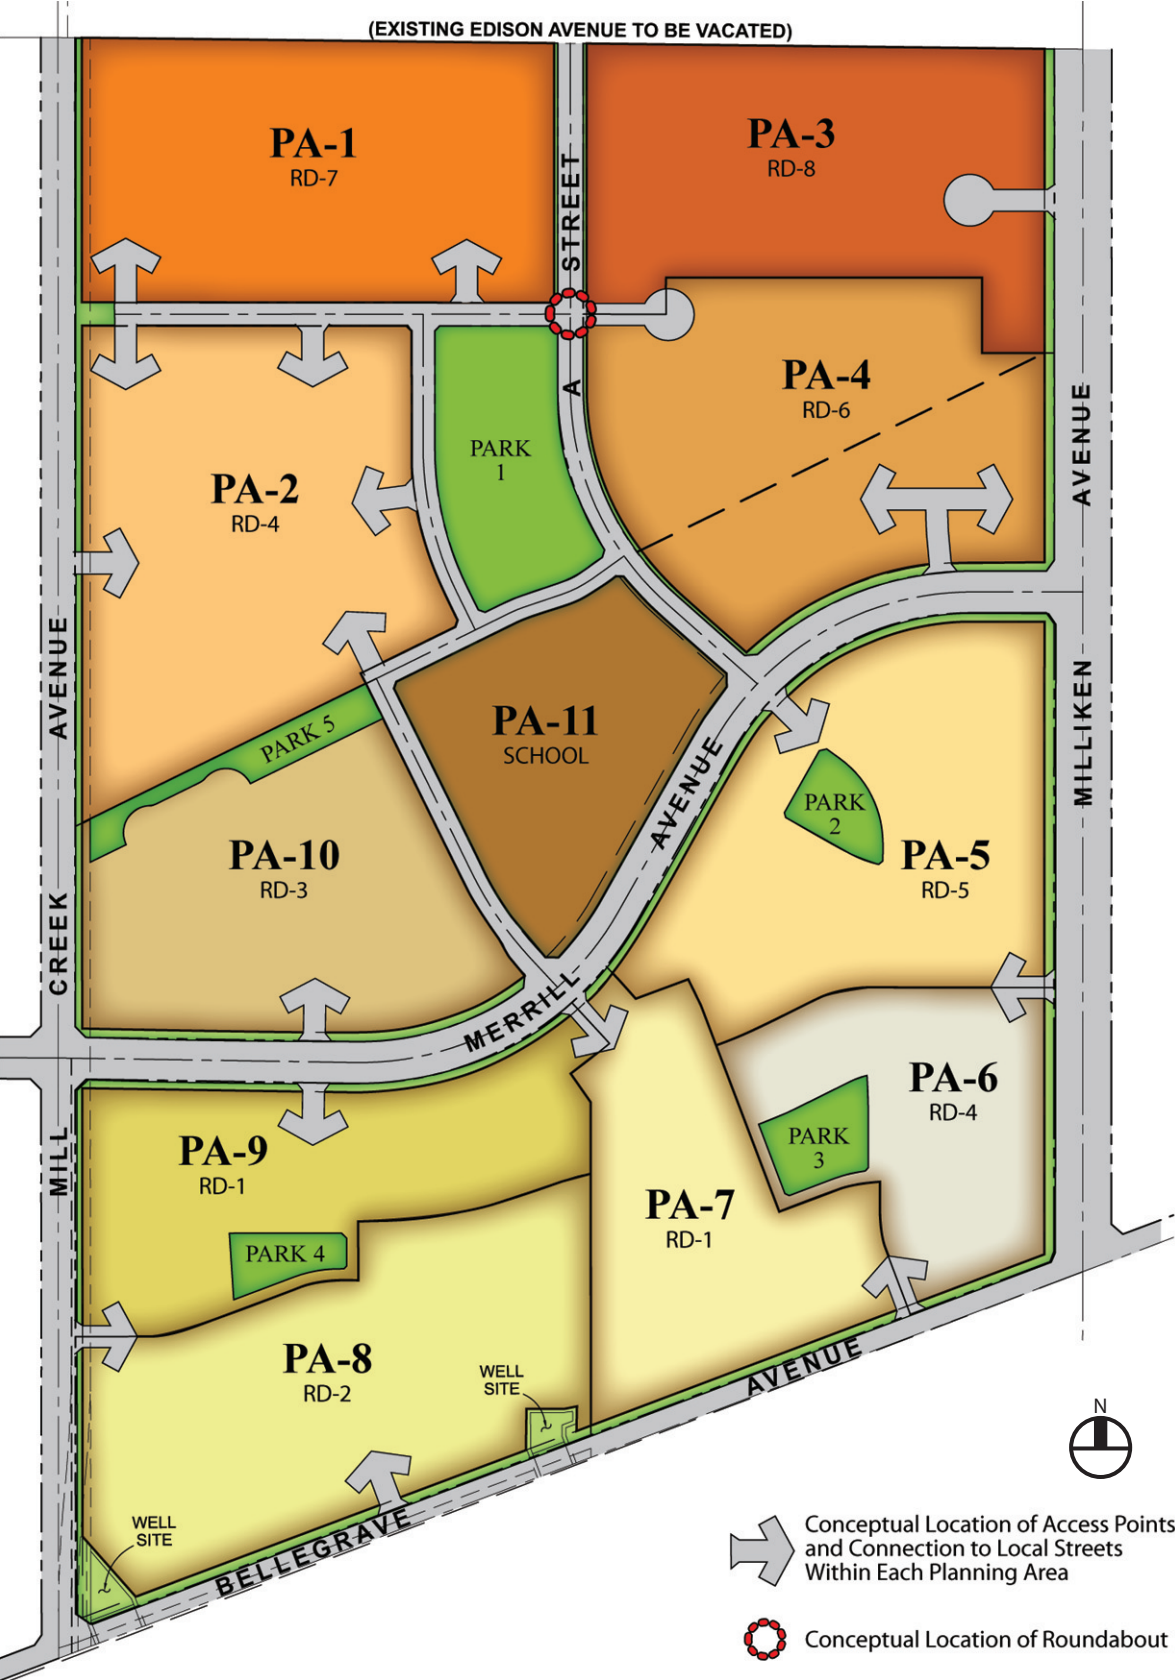 (EXISTING EDISON AVENUE TO BE VACATED)
PA-1
RD-7
PA-3
RD-8
A STREET
PA-4
RD-6
PARK
1
PA-2
RD-4
AVENUE
MILLIKEN
PA-11
SCHOOL
PARK 5
PARK
2
PA-5
RD-5
PA-10
RD-3
MERRILL AVENUE
MILL CREEK AVENUE
PA-6
RD-4
PARK
3
PA-9
RD-1
PARK 4
PA-7
RD-1
PA-8
RD-2
WELL
SITE
WELL
SITE
BELLEGRAVE AVENUE
N
Conceptual Location of Access Points
and Connection to Local Streets
Within Each Planning Area
Conceptual Location of Roundabout